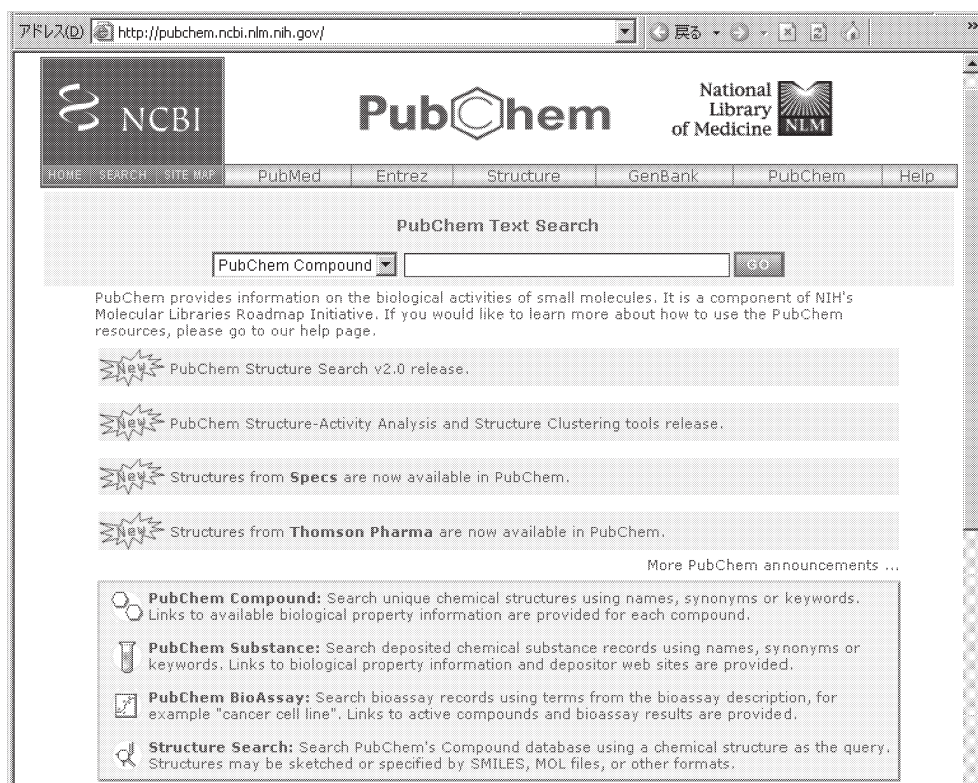 アドレス(D) http://pubchem.ncbi.nlm.nih.gov/ 戻る »
NCBI PubChem National Library of Medicine NLM
HOME SEARCH SITE MAP PubMed Entrez Structure GenBank PubChem Help
PubChem Text Search
PubChem Compound GO
PubChem provides information on the biological activities of small molecules. It is a component of NIH's
Molecular Libraries Roadmap Initiative. If you would like to learn more about how to use the PubChem
resources, please go to our help page.
New PubChem Structure Search v2.0 release.
New PubChem Structure-Activity Analysis and Structure Clustering tools release.
New Structures from Specs are now available in PubChem.
New Structures from Thomson Pharma are now available in PubChem.
More PubChem announcements ...
PubChem Compound: Search unique chemical structures using names, synonyms or keywords.
Links to available biological property information are provided for each compound.
PubChem Substance: Search deposited chemical substance records using names, synonyms or
keywords. Links to biological property information and depositor web sites are provided.
PubChem BioAssay: Search bioassay records using terms from the bioassay description, for
example "cancer cell line". Links to active compounds and bioassay results are provided.
Structure Search: Search PubChem's Compound database using a chemical structure as the query.
Structures may be sketched or specified by SMILES, MOL files, or other formats.